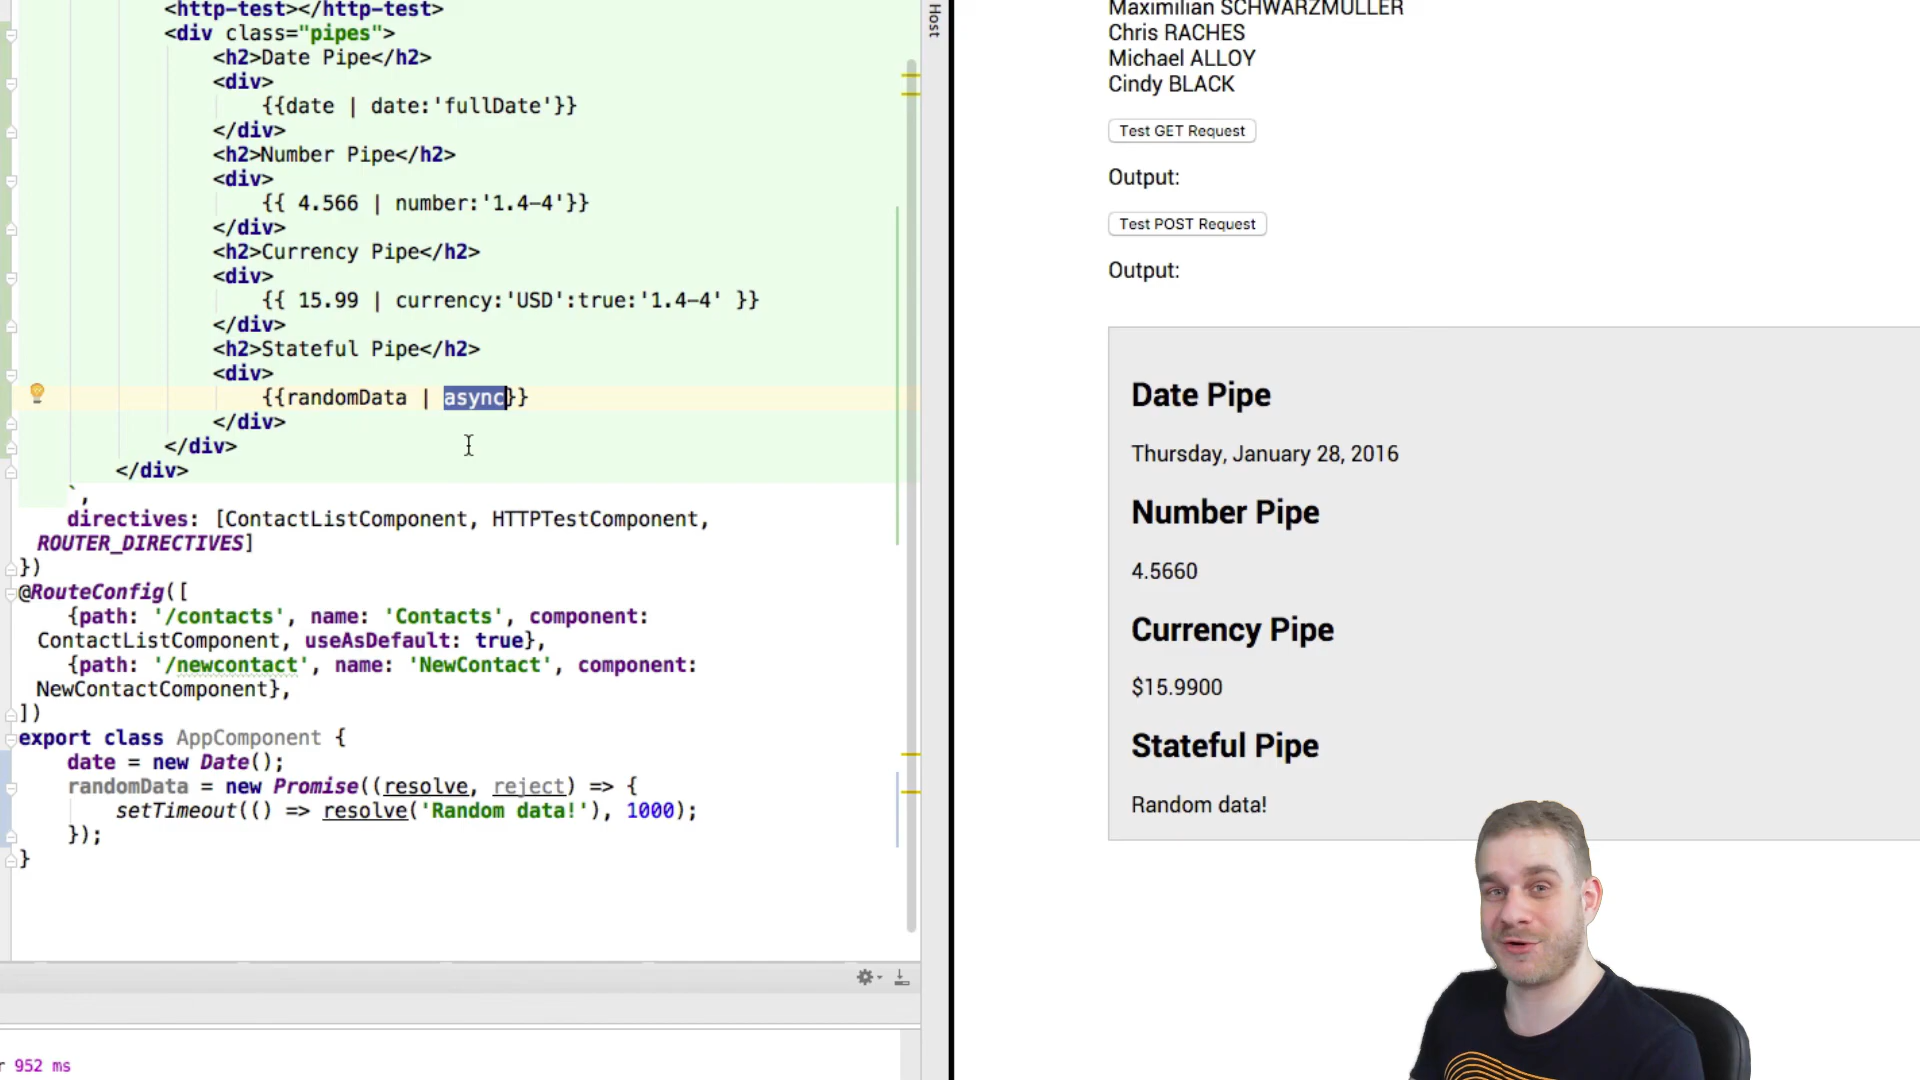 <http-test></http-test>
<div class="pipes">
<h2>Date Pipe</h2>
<div>
{{date | date:'fullDate'}}
</div>
<h2>Number Pipe</h2>
<div>
{{ 4.566 | number:'1.4-4'}}
</div>
<h2>Currency Pipe</h2>
<div>
{{ 15.99 | currency:'USD':true:'1.4-4' }}
</div>
<h2>Stateful Pipe</h2>
<div>
{{randomData | async}}
</div>
</div>
</div>
`,
directives: [ContactListComponent, HTTPTestComponent,
ROUTER_DIRECTIVES]
})
@RouteConfig([
{path: '/contacts', name: 'Contacts', component:
ContactListComponent, useAsDefault: true},
{path: '/newcontact', name: 'NewContact', component:
NewContactComponent},
])
export class AppComponent {
date = new Date();
randomData = new Promise((resolve, reject) => {
setTimeout(() => resolve('Random data!'), 1000);
});
}
r 952 ms
Host
Maximilian SCHWARZMÜLLER
Chris RACHES
Michael ALLOY
Cindy BLACK
Test GET Request
Output:
Test POST Request
Output:
Date Pipe
Thursday, January 28, 2016
Number Pipe
4.5660
Currency Pipe
$15.9900
Stateful Pipe
Random data!